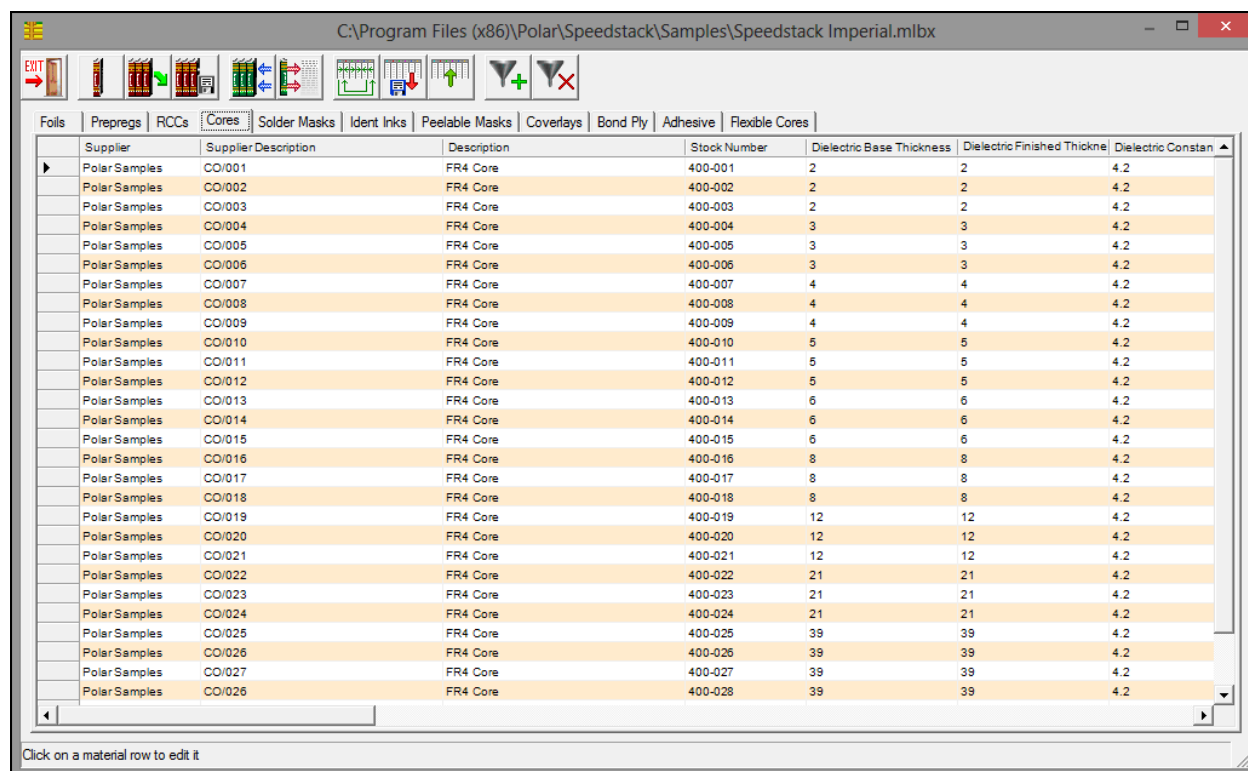 C:\Program Files (x86)\Polar\Speedstack\Samples\Speedstack Imperial.mlbx
EXIT
Foils Prepregs RCCs Cores Solder Masks Ident Inks Peelable Masks Coverlays Bond Ply Adhesive Flexible Cores
Supplier Supplier Description Description Stock Number Dielectric Base Thickness Dielectric Finished Thickne Dielectric Constan
Polar Samples CO/001 FR4 Core 400-001 2 2 4.2
Polar Samples CO/002 FR4 Core 400-002 2 2 4.2
Polar Samples CO/003 FR4 Core 400-003 2 2 4.2
Polar Samples CO/004 FR4 Core 400-004 3 3 4.2
Polar Samples CO/005 FR4 Core 400-005 3 3 4.2
Polar Samples CO/006 FR4 Core 400-006 3 3 4.2
Polar Samples CO/007 FR4 Core 400-007 4 4 4.2
Polar Samples CO/008 FR4 Core 400-008 4 4 4.2
Polar Samples CO/009 FR4 Core 400-009 4 4 4.2
Polar Samples CO/010 FR4 Core 400-010 5 5 4.2
Polar Samples CO/011 FR4 Core 400-011 5 5 4.2
Polar Samples CO/012 FR4 Core 400-012 5 5 4.2
Polar Samples CO/013 FR4 Core 400-013 6 6 4.2
Polar Samples CO/014 FR4 Core 400-014 6 6 4.2
Polar Samples CO/015 FR4 Core 400-015 6 6 4.2
Polar Samples CO/016 FR4 Core 400-016 8 8 4.2
Polar Samples CO/017 FR4 Core 400-017 8 8 4.2
Polar Samples CO/018 FR4 Core 400-018 8 8 4.2
Polar Samples CO/019 FR4 Core 400-019 12 12 4.2
Polar Samples CO/020 FR4 Core 400-020 12 12 4.2
Polar Samples CO/021 FR4 Core 400-021 12 12 4.2
Polar Samples CO/022 FR4 Core 400-022 21 21 4.2
Polar Samples CO/023 FR4 Core 400-023 21 21 4.2
Polar Samples CO/024 FR4 Core 400-024 21 21 4.2
Polar Samples CO/025 FR4 Core 400-025 39 39 4.2
Polar Samples CO/026 FR4 Core 400-026 39 39 4.2
Polar Samples CO/027 FR4 Core 400-027 39 39 4.2
Polar Samples CO/026 FR4 Core 400-028 39 39 4.2
Click on a material row to edit it